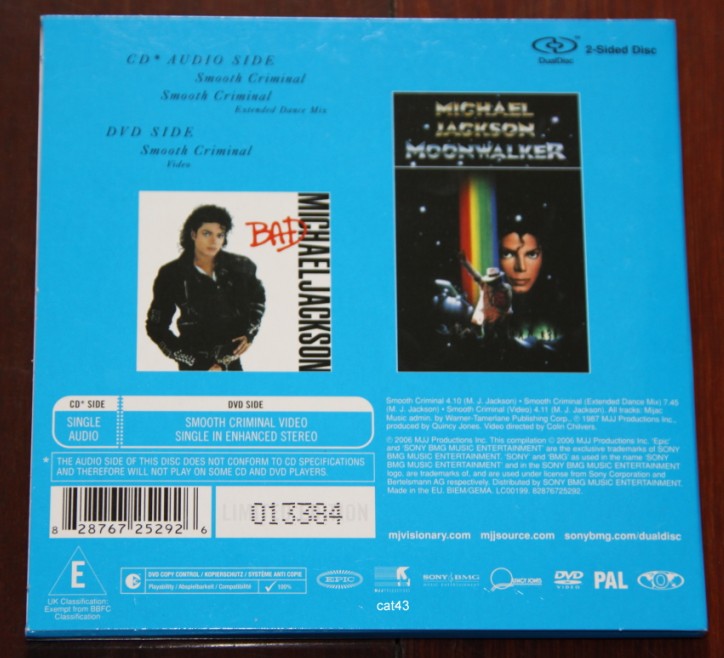 CD* AUDIO SIDE
Smooth Criminal
Smooth Criminal
Extended Dance Mix
DVD SIDE
Smooth Criminal
Video
DualDisc
2-Sided Disc
MICHAEL
JACKSON
MOONWALKER
BAD
MICHAEL JACKSON
CD* SIDE
DVD SIDE
SINGLE
AUDIO
SMOOTH CRIMINAL VIDEO
SINGLE IN ENHANCED STEREO
* THE AUDIO SIDE OF THIS DISC DOES NOT CONFORM TO CD SPECIFICATIONS
AND THEREFORE WILL NOT PLAY ON SOME CD AND DVD PLAYERS.
Smooth Criminal 4.10 (M. J. Jackson) • Smooth Criminal (Extended Dance Mix) 7.45
(M. J. Jackson) • Smooth Criminal (Video) 4.11 (M. J. Jackson). All tracks: Mijac
Music admin. by Warner-Tamerlane Publishing Corp., ℗ 1987 MJJ Productions Inc.,
produced by Quincy Jones. Video directed by Colin Chilvers.
℗ 2006 MJJ Productions Inc. This compilation © 2006 MJJ Productions Inc. 'Epic'
and 'SONY BMG MUSIC ENTERTAINMENT' are the exclusive trademarks of SONY
BMG MUSIC ENTERTAINMENT. 'SONY' and 'BMG' as used in the name 'SONY
BMG MUSIC ENTERTAINMENT' and in the SONY BMG MUSIC ENTERTAINMENT
logo, are trademarks of, and are used under license from Sony Corporation and
Bertelsmann AG respectively. Distributed by SONY BMG MUSIC ENTERTAINMENT.
Made in the EU. BIEM/GEMA. LC00199. 82876725292.
8 28767 25292 6
LIMITED EDITION
013384
mjvisionary.com mjjsource.com sonybmg.com/dualdisc
E
UK Classification:
Exempt from BBFC
Classification
DVD COPY CONTROL / KOPIERSCHUTZ / SYSTÈME ANTI COPIE
Playability / Abspielbarkeit / Compatibilité 100%
EPIC
SONY BMG
MUSIC ENTERTAINMENT
QUINCY JONES
DVD
VIDEO
PAL
0
cat43